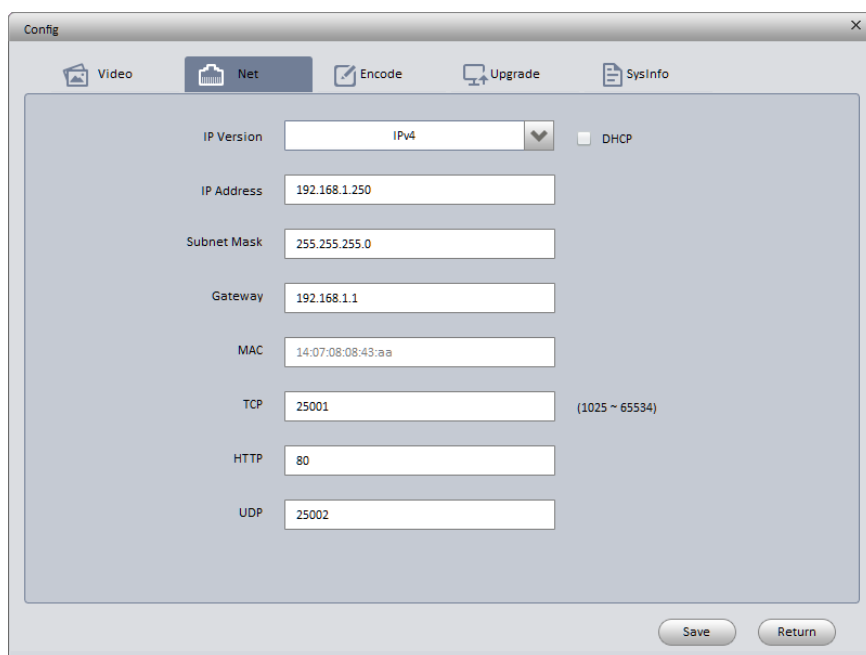 Config
Video Net Encode Upgrade SysInfo
IP Version IPv4 DHCP
IP Address 192.168.1.250
Subnet Mask 255.255.255.0
Gateway 192.168.1.1
MAC 14:07:08:08:43:aa
TCP 25001 (1025 ~ 65534)
HTTP 80
UDP 25002
Save Return